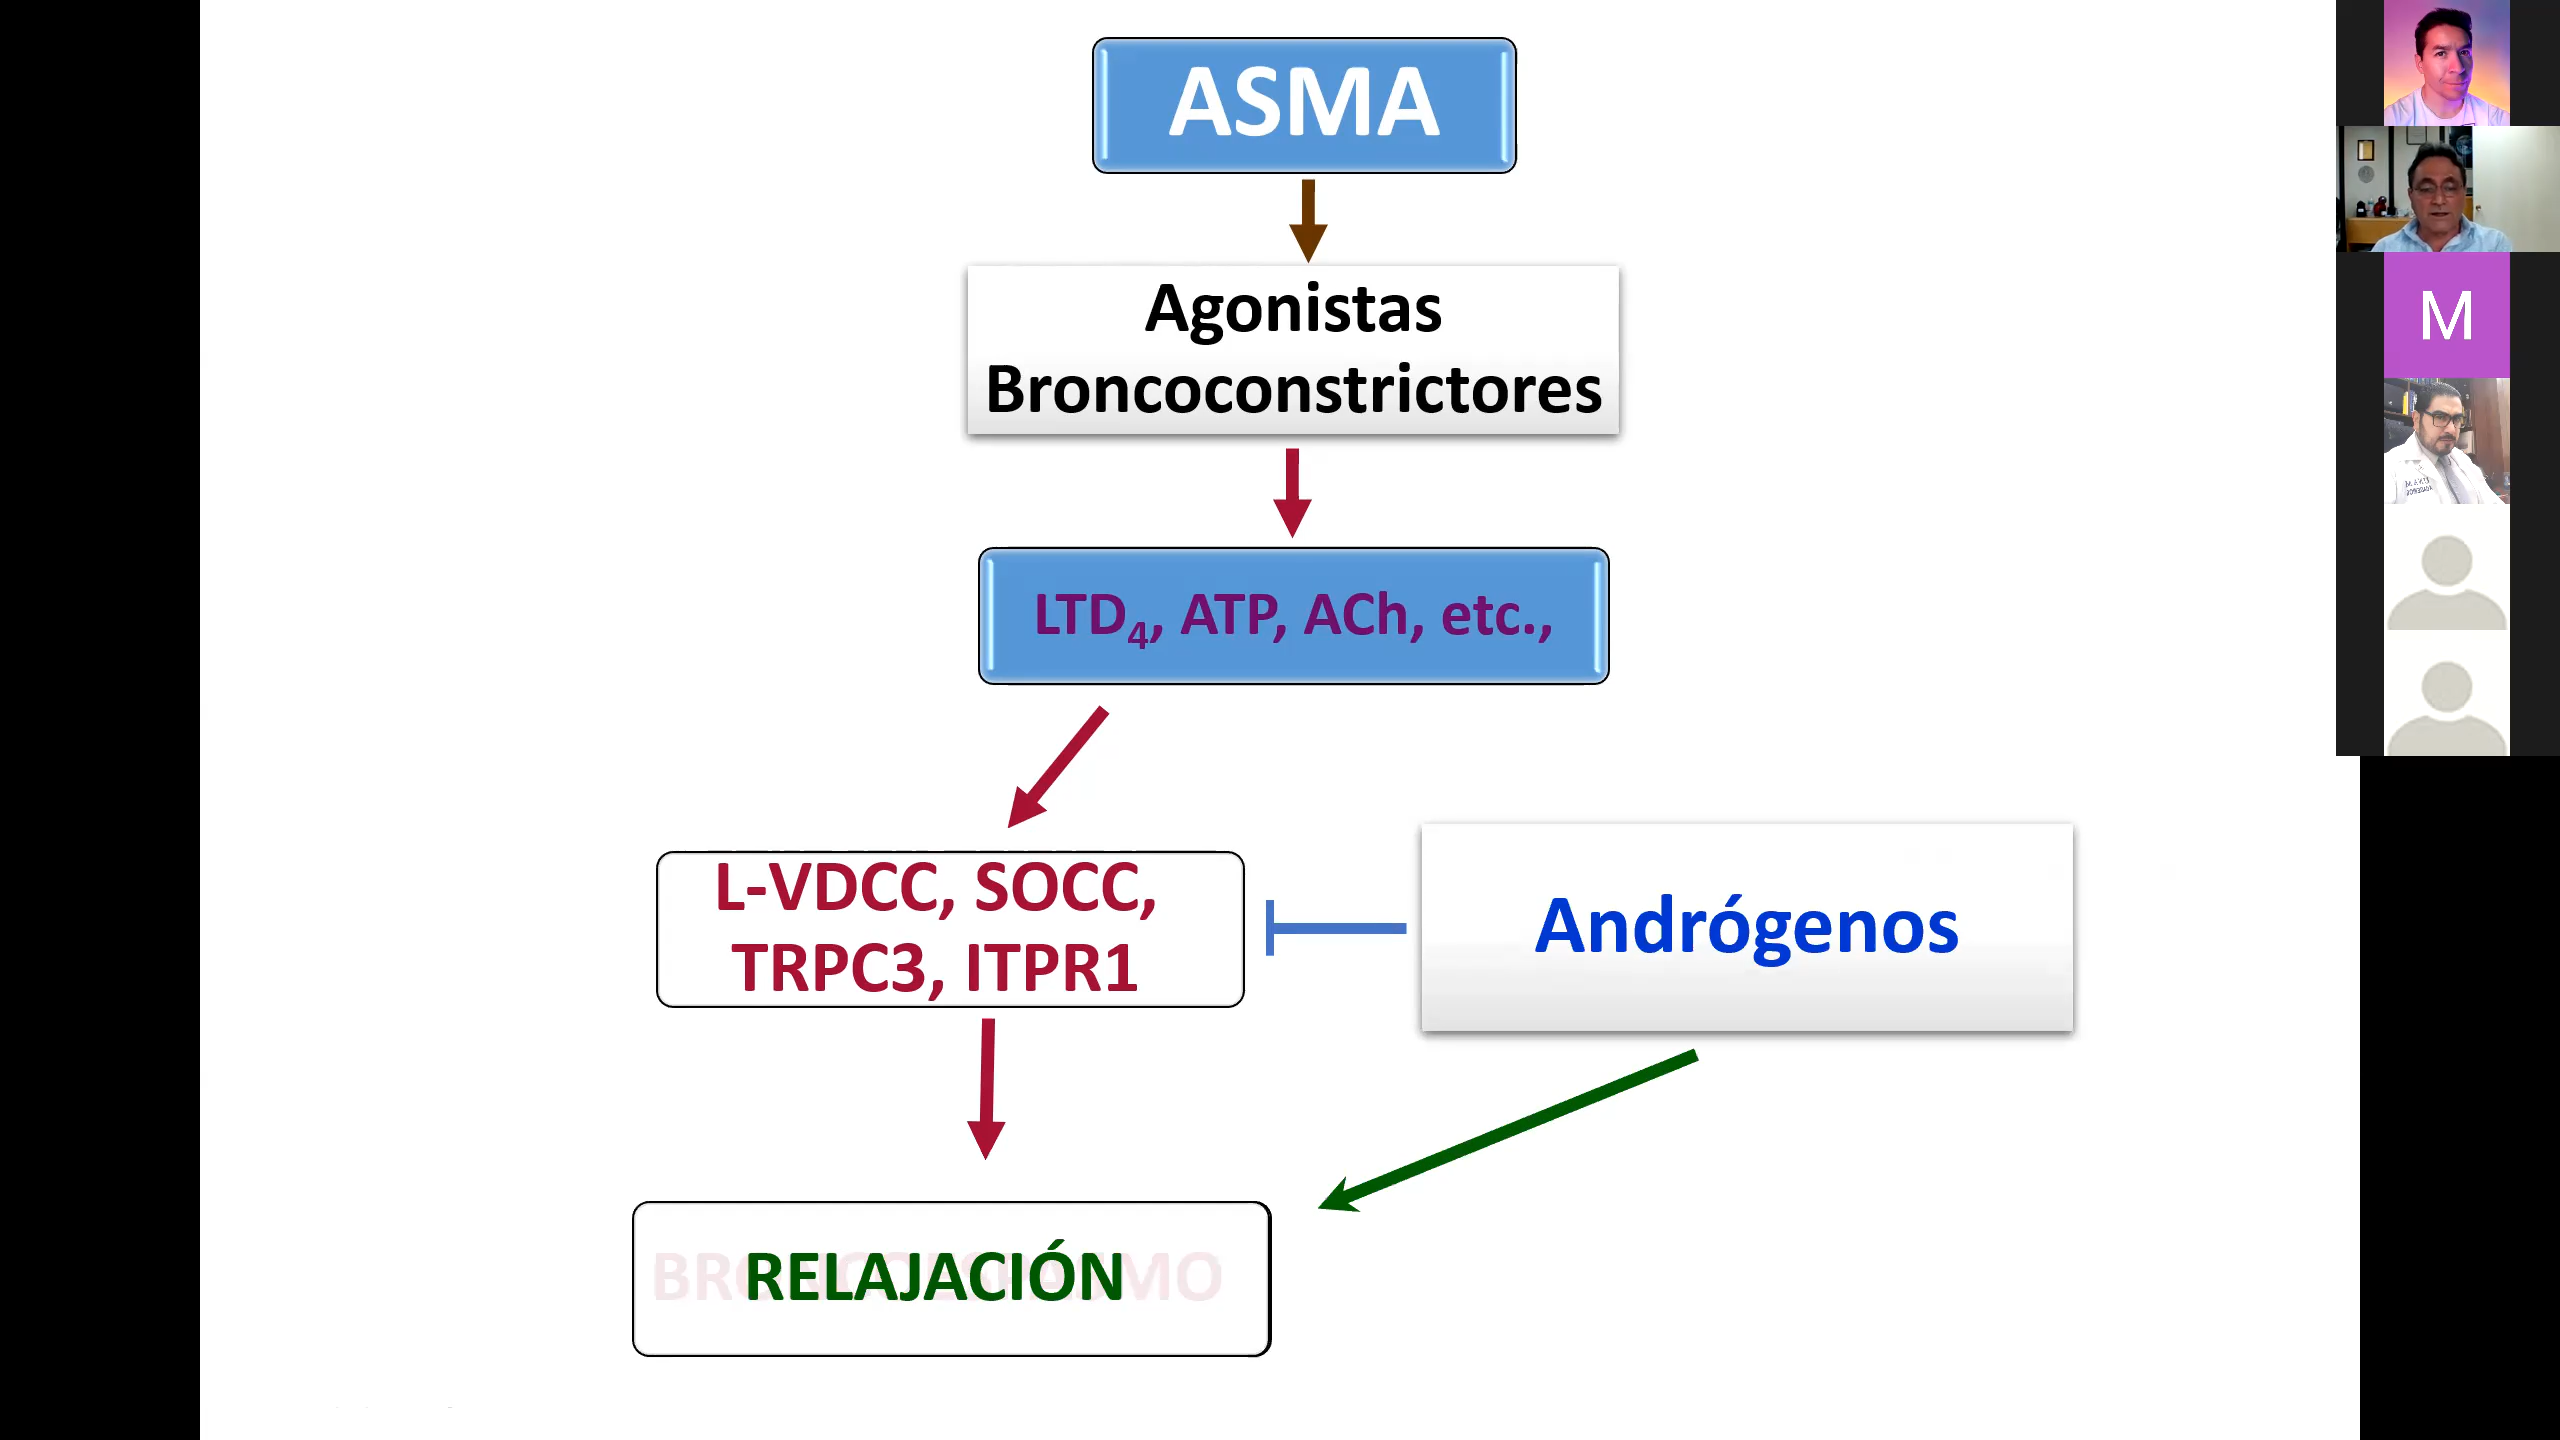 ASMA
Agonistas
Broncoconstrictores
LTD₄, ATP, ACh, etc.,
L-VDCC, SOCC,
TRPC3, ITPR1
Andrógenos
RELAJACIÓN
M